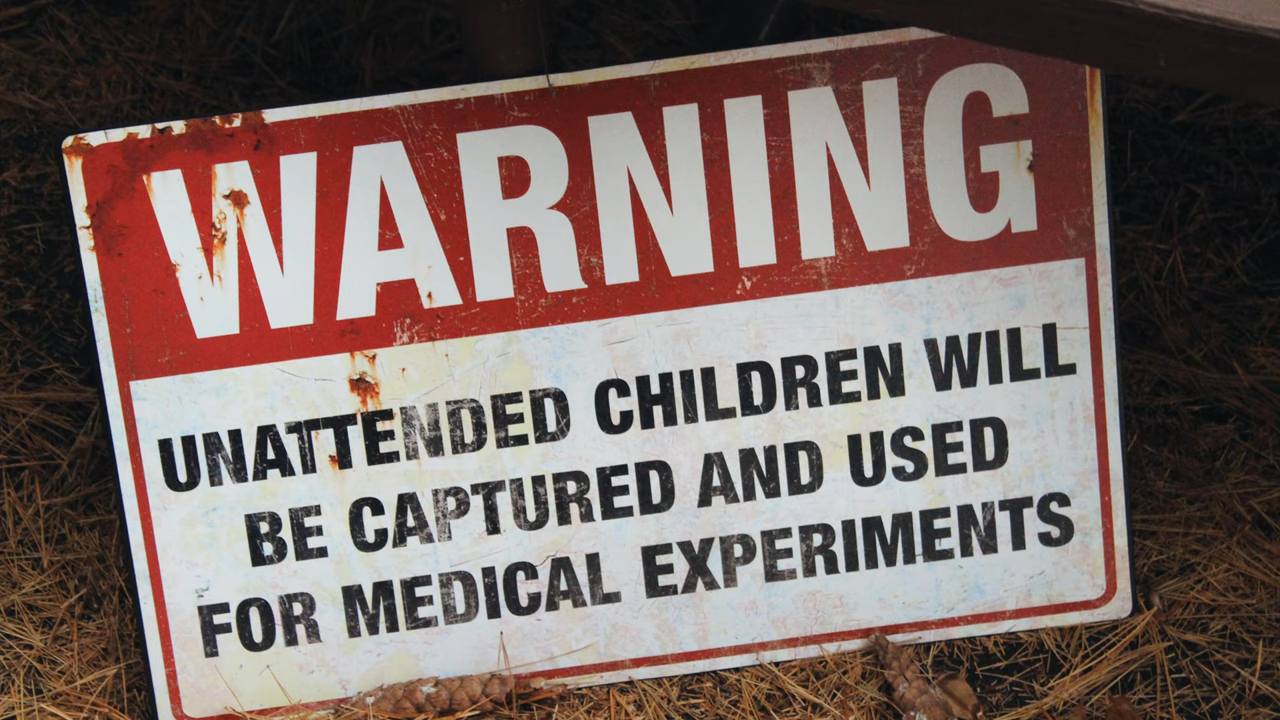 WARNING
UNATTENDED CHILDREN WILL
BE CAPTURED AND USED
FOR MEDICAL EXPERIMENTS